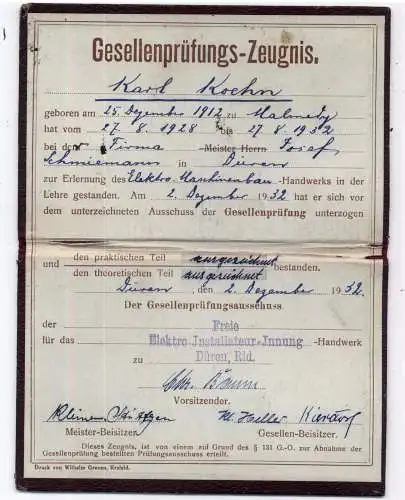 Gesellenprüfungs-Zeugnis.
Karl Koehn
geboren am 25. Dezember 1912 zu Malmedy
hat vom 27. 8. 1928 bis 27. 8. 1932
bei der Firma Meister Herrn Josef
Schmiemann in Düren
zur Erlernung des Elektro Maschinenbau-Handwerks in der
Lehre gestanden. Am 2. Dezember 1932 hat er sich vor
dem unterzeichneten Ausschuss der Gesellenprüfung unterzogen
und den praktischen Teil ausgezeichnet
den theoretischen Teil ausgezeichnet bestanden.
Düren, den 2. Dezember 1932.
Der Gesellenprüfungsausschuss
der Freie
für das Elektro Installateur-Innung -Handwerk
zu Düren, Rld.
Baum
Vorsitzender.
M. Haller
Meister-Beisitzer. Gesellen-Beisitzer.
Dieses Zeugnis, ist von einem auf Grund des § 131 G.-O. zur Abnahme der
Gesellenprüfung bestellten Prüfungsausschuss erteilt.
Druck von Wilhelm Greven, Krefeld.